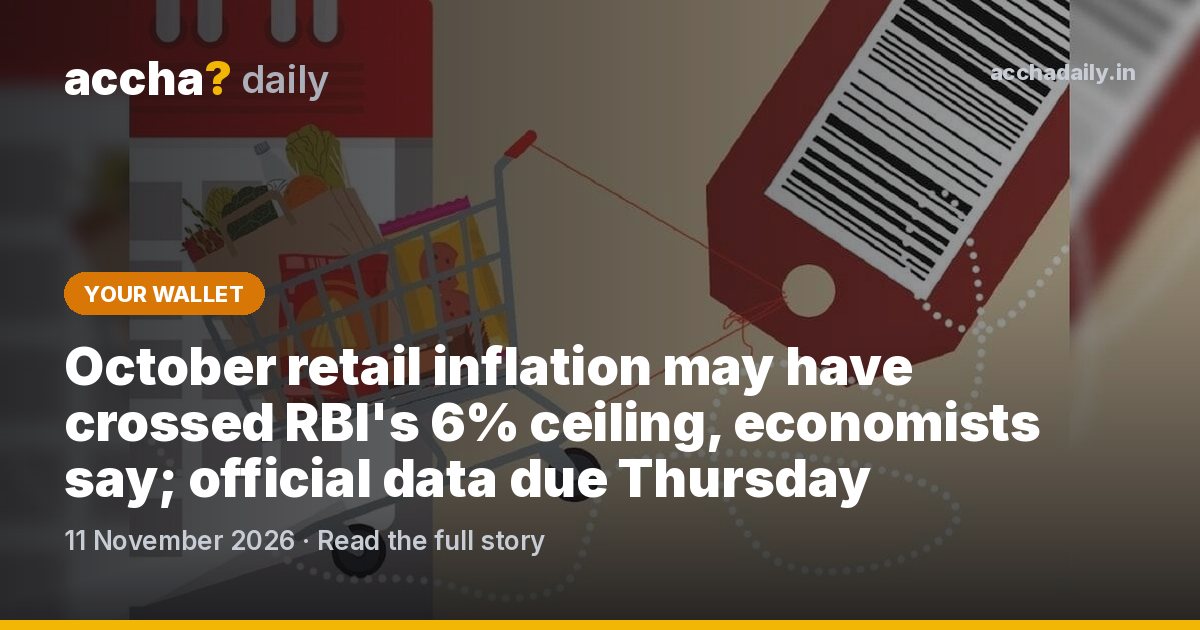 accha? daily
acchadaily.in
YOUR WALLET
October retail inflation may have
crossed RBI's 6% ceiling, economists
say; official data due Thursday
11 November 2026 · Read the full story